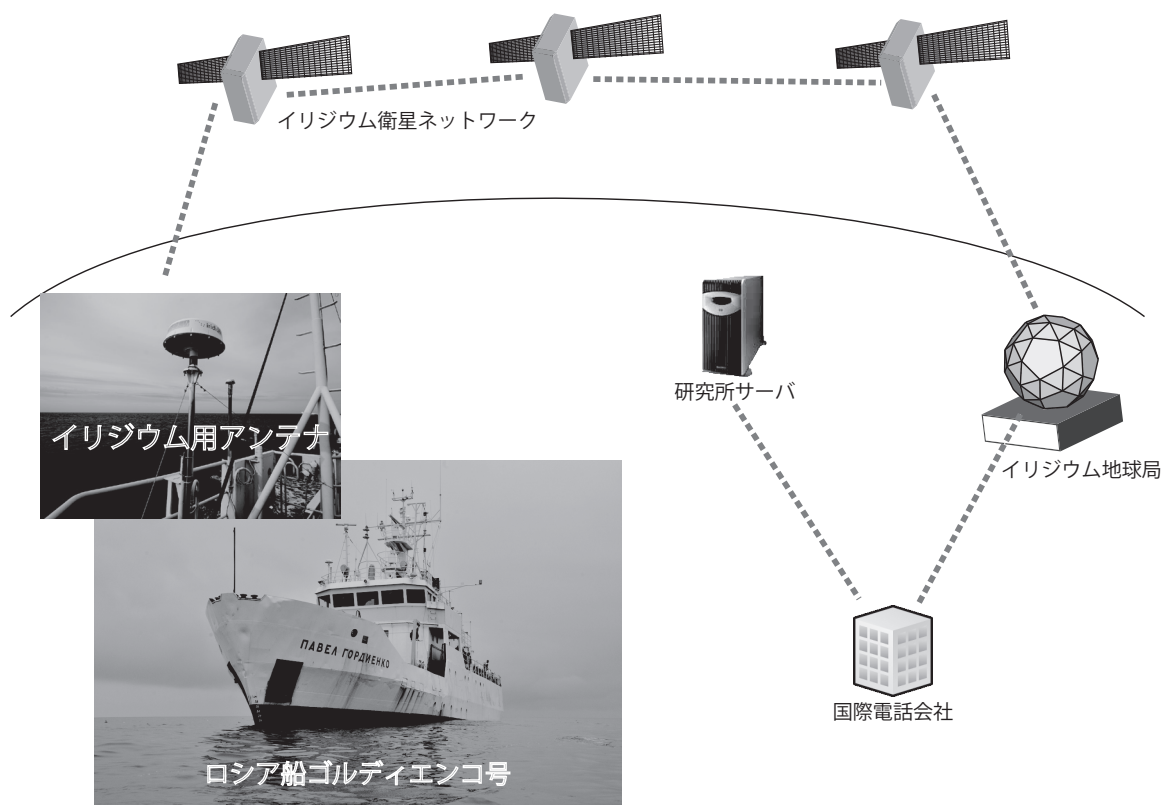 イリジウム衛星ネットワーク
研究所サーバ
イリジウム用アンテナ
イリジウム地球局
ПАВЕЛ ГОРДИЕНКО
国際電話会社
ロシア船ゴルディエンコ号